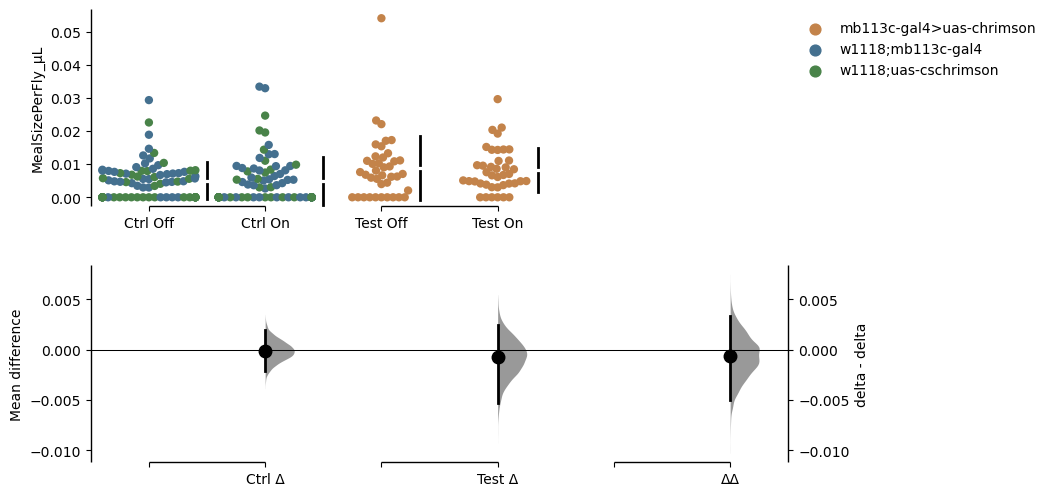 MealSizePerFly_μL
0.05
0.04
0.03
0.02
0.01
0.00
Ctrl Off
Ctrl On
Test Off
Test On
mb113c-gal4>uas-chrimson
w1118;mb113c-gal4
w1118;uas-cschrimson
Mean difference
0.005
0.000
−0.005
−0.010
Ctrl Δ
Test Δ
ΔΔ
0.005
0.000
−0.005
−0.010
delta - delta